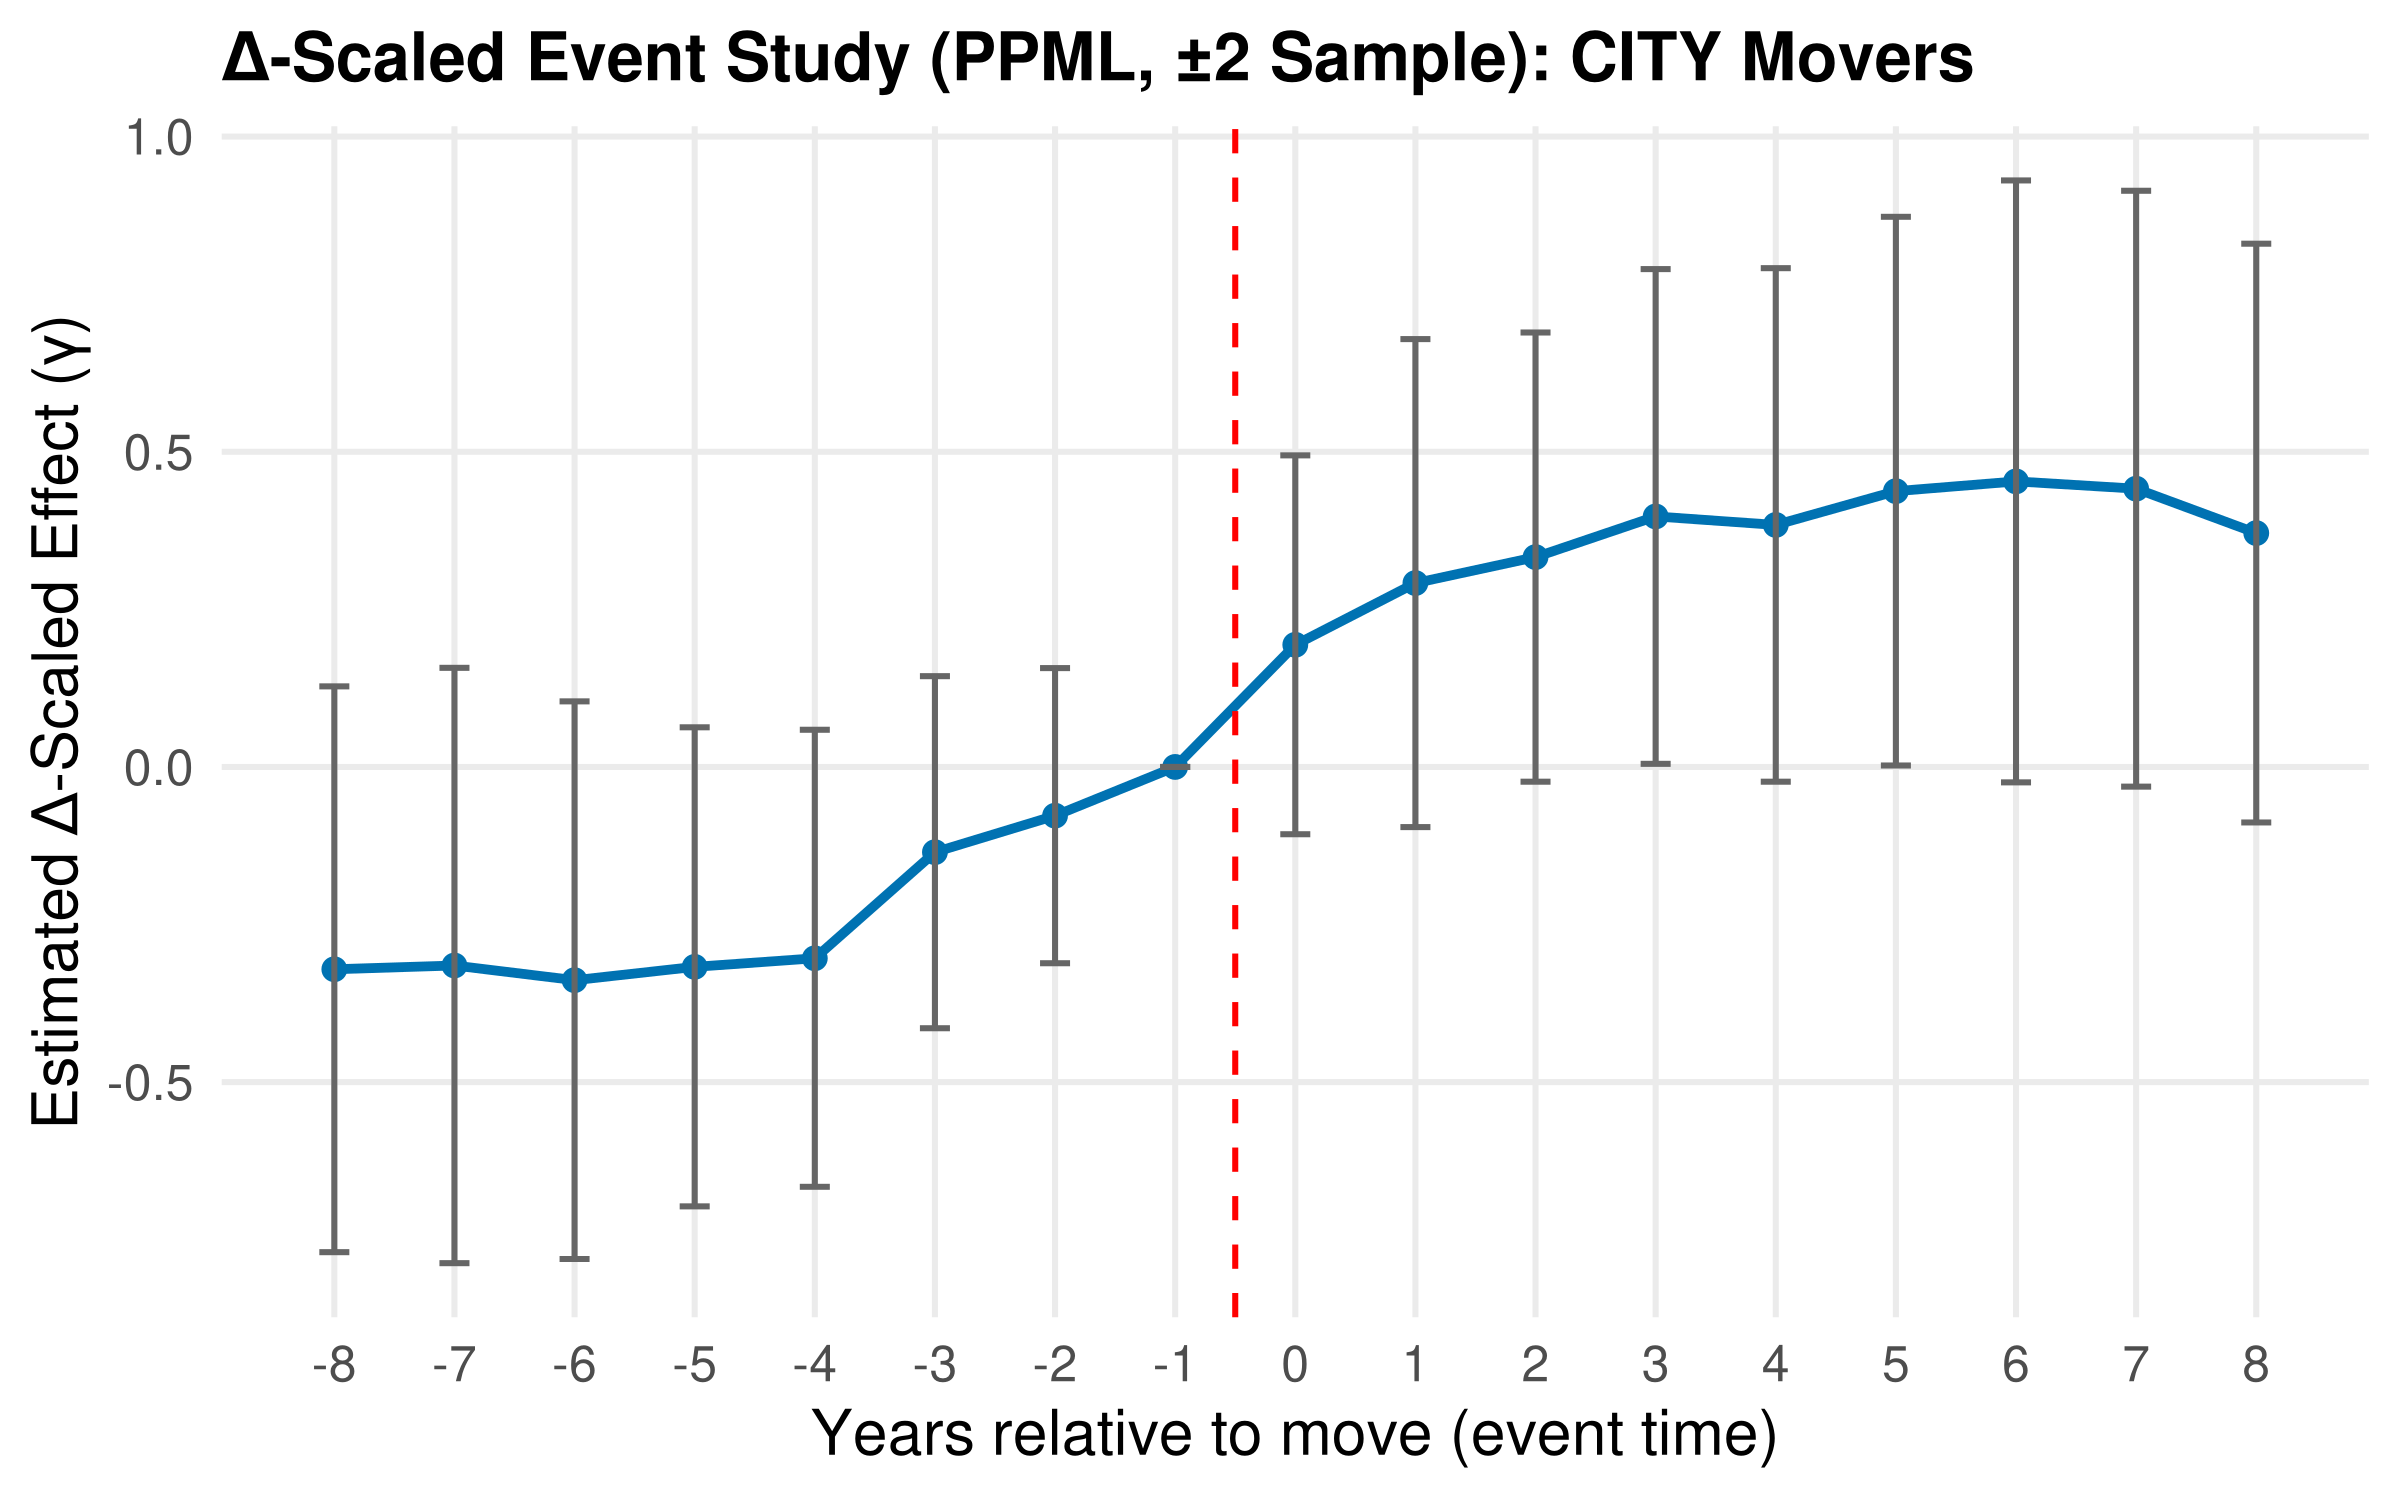 Δ-Scaled Event Study (PPML, ±2 Sample): CITY Movers
Estimated Δ-Scaled Effect (γ)
1.0
0.5
0.0
-0.5
-8 -7 -6 -5 -4 -3 -2 -1 0 1 2 3 4 5 6 7 8
Years relative to move (event time)